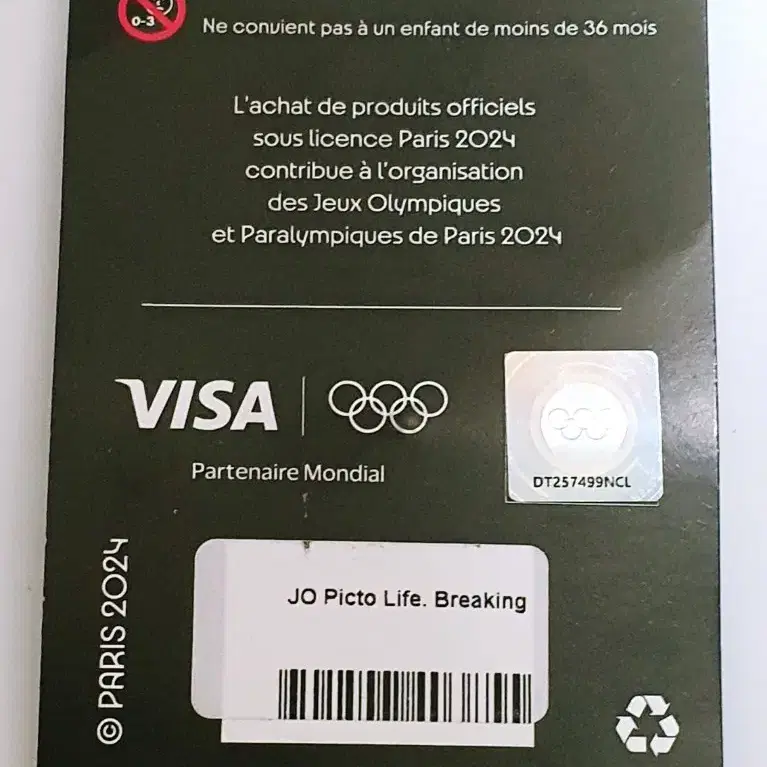 0-3
Ne convient pas à un enfant de moins de 36 mois
L'achat de produits officiels
sous licence Paris 2024
contribue à l'organisation
des Jeux Olympiques
et Paralympiques de Paris 2024
VISA
Partenaire Mondial
DT257499NCL
© PARIS 2024
JO Picto Life. Breaking